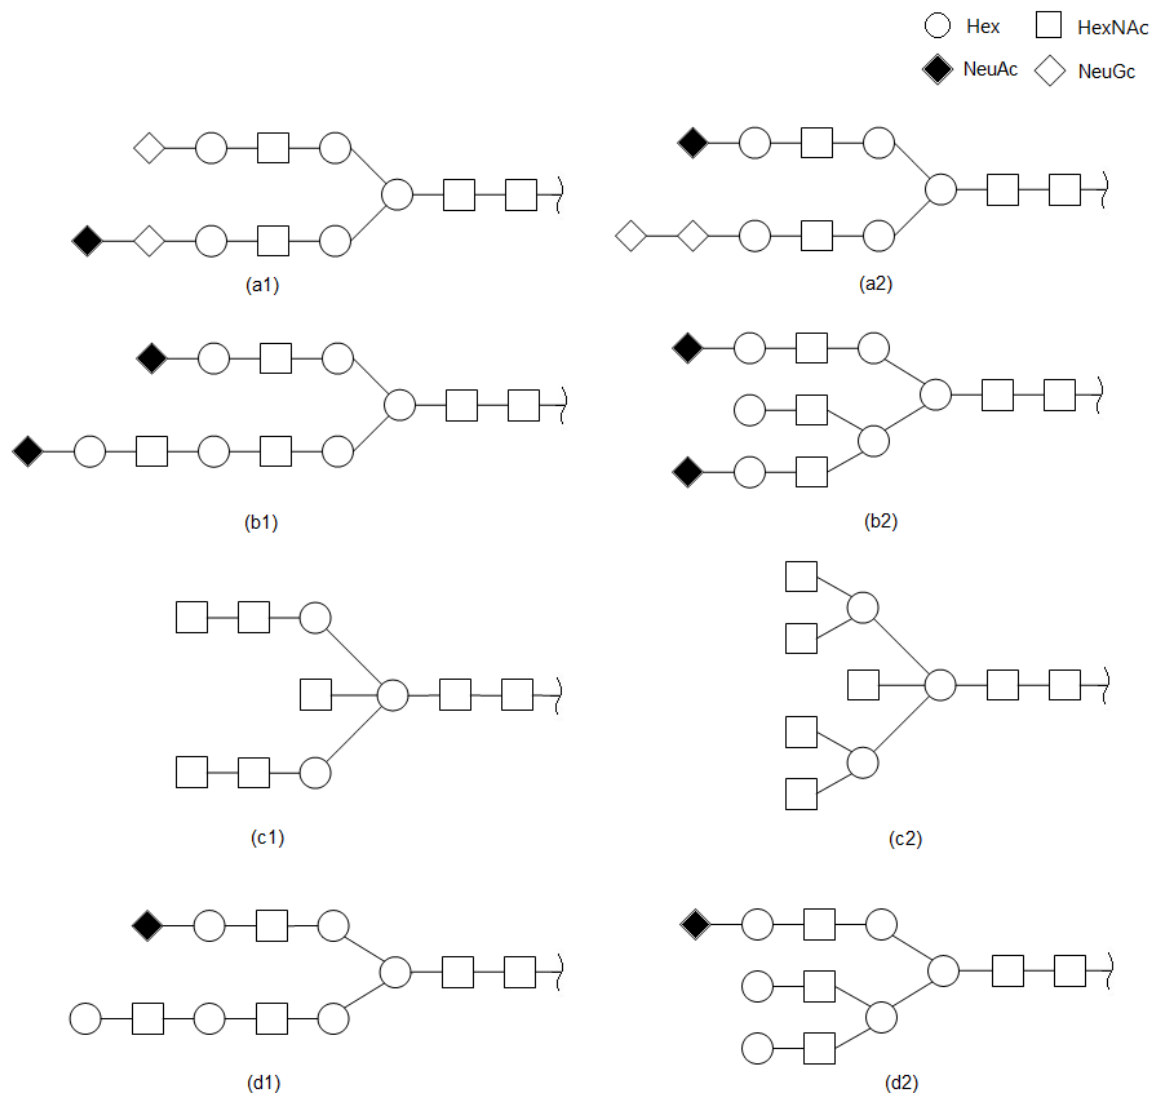 Hex HexNAc
NeuAc NeuGc
(a1) (a2)
(b1) (b2)
(c1) (c2)
(d1) (d2)